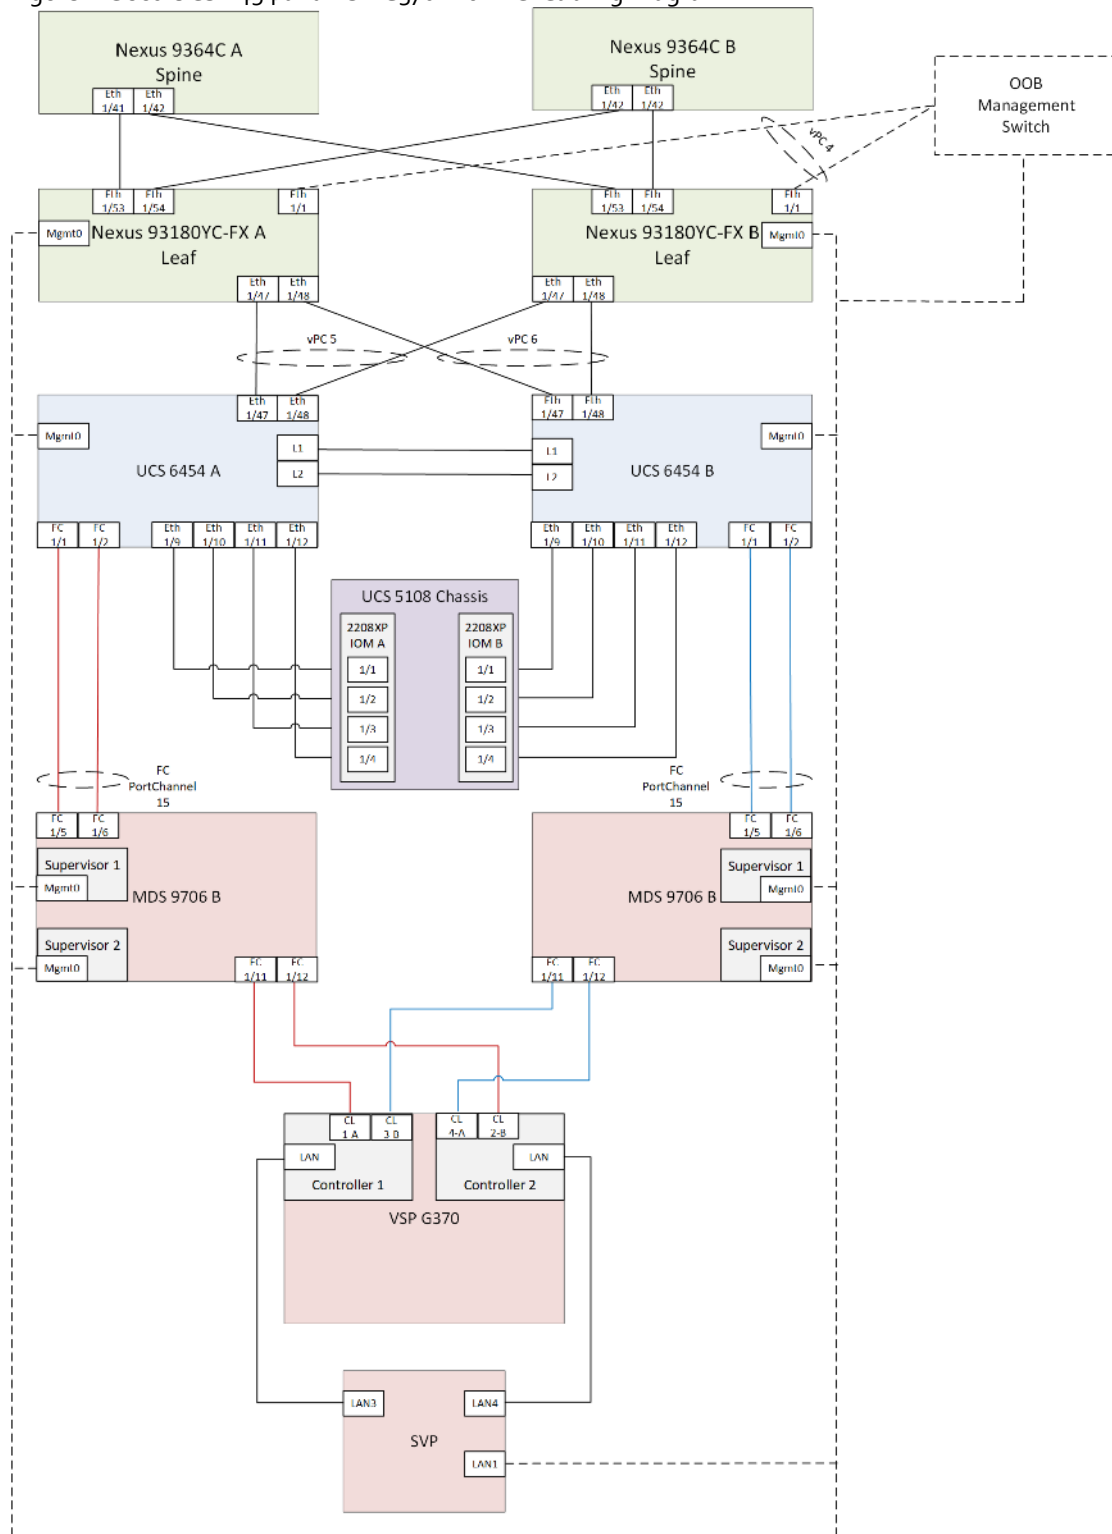 Nexus 9364C A
Spine
Eth
1/41
Eth
1/42
Nexus 9364C B
Spine
Eth
1/42
Eth
1/42
OOB
Management
Switch
vPC 4
Eth
1/53
Eth
1/54
Eth
1/1
Mgmt0
Nexus 93180YC-FX A
Leaf
Eth
1/47
Eth
1/48
Eth
1/53
Eth
1/54
Eth
1/1
Nexus 93180YC-FX B
Leaf
Mgmt0
Eth
1/47
Eth
1/48
vPC 5
vPC 6
Eth
1/47
Eth
1/48
Mgmt0
L1
L2
UCS 6454 A
FC
1/1
FC
1/2
Eth
1/9
Eth
1/10
Eth
1/11
Eth
1/12
Eth
1/47
Eth
1/48
Mgmt0
L1
L2
UCS 6454 B
Eth
1/9
Eth
1/10
Eth
1/11
Eth
1/12
FC
1/1
FC
1/2
UCS 5108 Chassis
2208XP
IOM A
1/1
1/2
1/3
1/4
2208XP
IOM B
1/1
1/2
1/3
1/4
FC
PortChannel
15
FC
PortChannel
15
FC
1/5
FC
1/6
Supervisor 1
Mgmt0
MDS 9706 B
Supervisor 2
Mgmt0
FC
1/11
FC
1/12
FC
1/5
FC
1/6
Supervisor 1
Mgmt0
MDS 9706 B
Supervisor 2
Mgmt0
FC
1/11
FC
1/12
CL
1 A
CL
3 B
LAN
Controller 1
CL
4-A
CL
2-B
LAN
Controller 2
VSP G370
LAN3
LAN4
SVP
LAN1